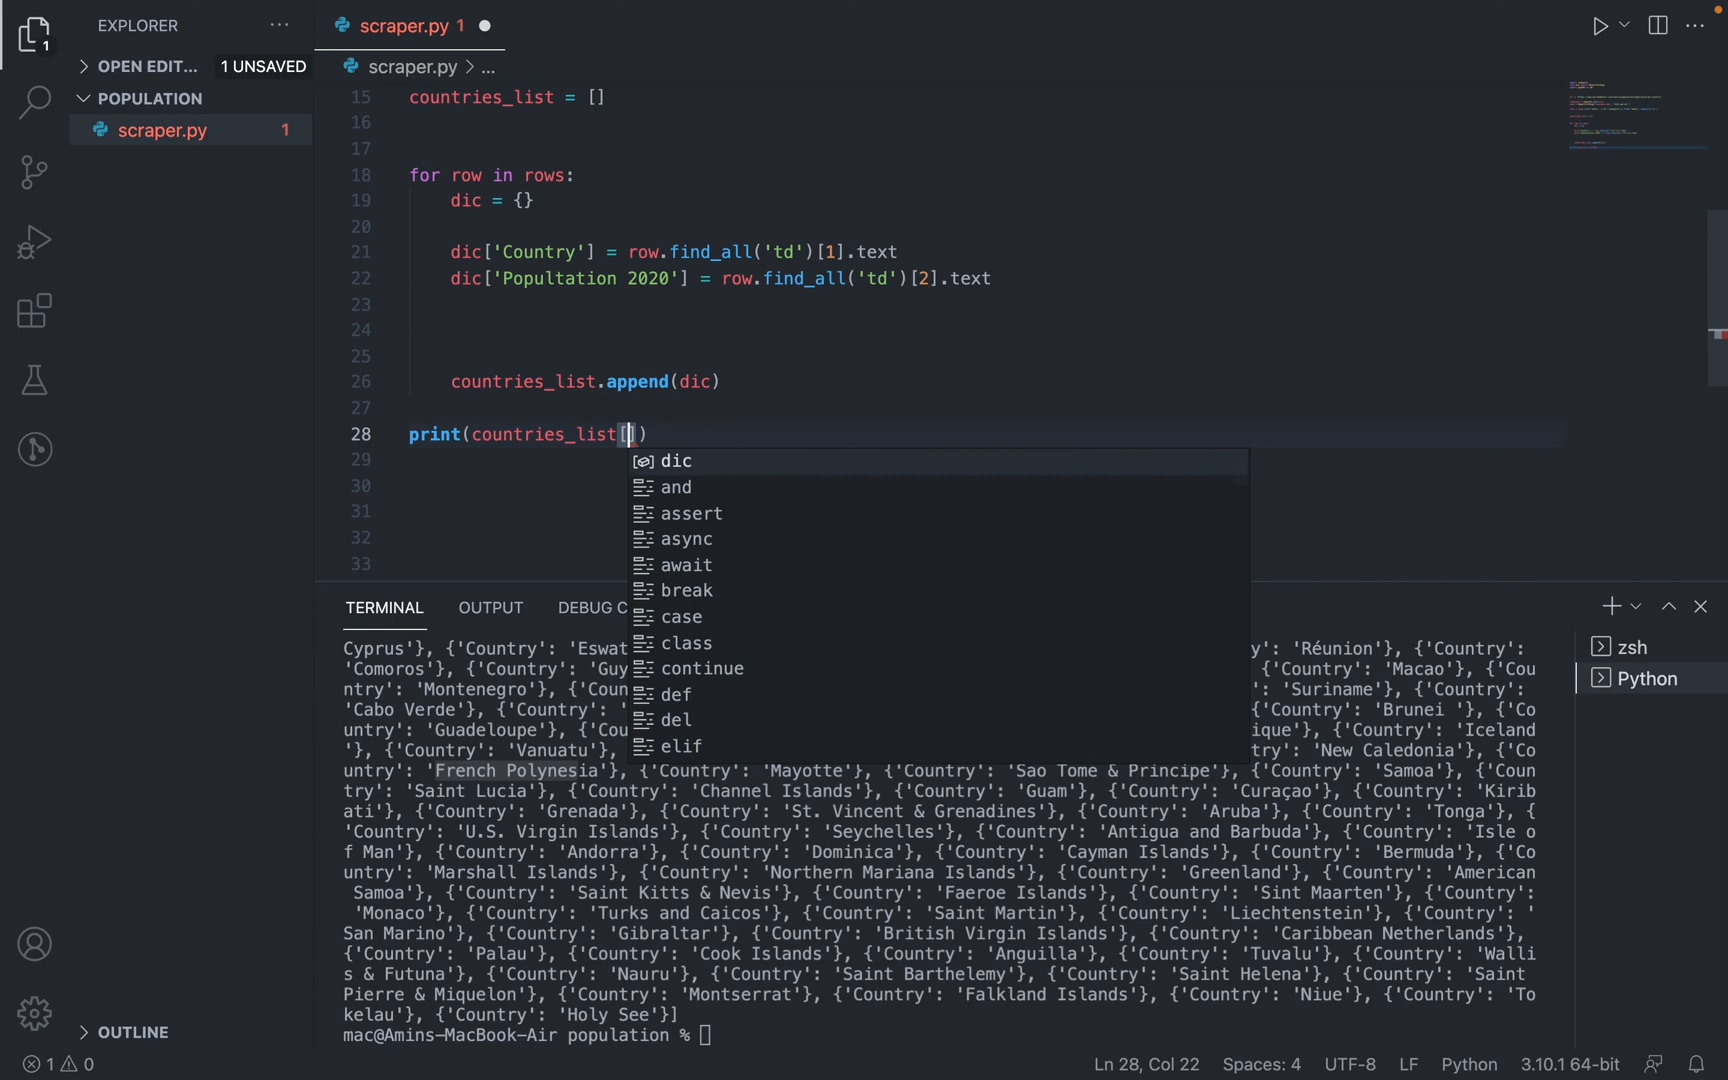 EXPLORER ···
scraper.py 1
1
OPEN EDIT... 1 UNSAVED
scraper.py > ...
POPULATION
scraper.py 1
15 countries_list = []
16
17
18 for row in rows:
19 dic = {}
20
21 dic['Country'] = row.find_all('td')[1].text
22 dic['Popultation 2020'] = row.find_all('td')[2].text
23
24
25
26 countries_list.append(dic)
27
28 print(countries_list[])
29
30
31
32
33
dic
and
assert
async
await
break
case
class
continue
def
del
elif
TERMINAL OUTPUT DEBUG C
zsh
Python
Cyprus'}, {'Country': 'Eswat y': 'Réunion'}, {'Country':
'Comoros'}, {'Country': 'Guy {'Country': 'Macao'}, {'Cou
ntry': 'Montenegro'}, {'Coun : 'Suriname'}, {'Country':
'Cabo Verde'}, {'Country': ' {'Country': 'Brunei '}, {'Co
untry': 'Guadeloupe'}, {'Cou ique'}, {'Country': 'Iceland
'}, {'Country': 'Vanuatu'}, try': 'New Caledonia'}, {'Co
untry': 'French Polynesia'}, {'Country': 'Mayotte'}, {'Country': 'Sao Tome & Principe'}, {'Country': 'Samoa'}, {'Coun
try': 'Saint Lucia'}, {'Country': 'Channel Islands'}, {'Country': 'Guam'}, {'Country': 'Curaçao'}, {'Country': 'Kirib
ati'}, {'Country': 'Grenada'}, {'Country': 'St. Vincent & Grenadines'}, {'Country': 'Aruba'}, {'Country': 'Tonga'}, {
'Country': 'U.S. Virgin Islands'}, {'Country': 'Seychelles'}, {'Country': 'Antigua and Barbuda'}, {'Country': 'Isle o
f Man'}, {'Country': 'Andorra'}, {'Country': 'Dominica'}, {'Country': 'Cayman Islands'}, {'Country': 'Bermuda'}, {'Co
untry': 'Marshall Islands'}, {'Country': 'Northern Mariana Islands'}, {'Country': 'Greenland'}, {'Country': 'American
 Samoa'}, {'Country': 'Saint Kitts & Nevis'}, {'Country': 'Faeroe Islands'}, {'Country': 'Sint Maarten'}, {'Country':
 'Monaco'}, {'Country': 'Turks and Caicos'}, {'Country': 'Saint Martin'}, {'Country': 'Liechtenstein'}, {'Country': '
San Marino'}, {'Country': 'Gibraltar'}, {'Country': 'British Virgin Islands'}, {'Country': 'Caribbean Netherlands'},
{'Country': 'Palau'}, {'Country': 'Cook Islands'}, {'Country': 'Anguilla'}, {'Country': 'Tuvalu'}, {'Country': 'Walli
s & Futuna'}, {'Country': 'Nauru'}, {'Country': 'Saint Barthelemy'}, {'Country': 'Saint Helena'}, {'Country': 'Saint
Pierre & Miquelon'}, {'Country': 'Montserrat'}, {'Country': 'Falkland Islands'}, {'Country': 'Niue'}, {'Country': 'To
kelau'}, {'Country': 'Holy See'}]
mac@Amins-MacBook-Air population %
OUTLINE
1 0 Ln 28, Col 22 Spaces: 4 UTF-8 LF Python 3.10.1 64-bit